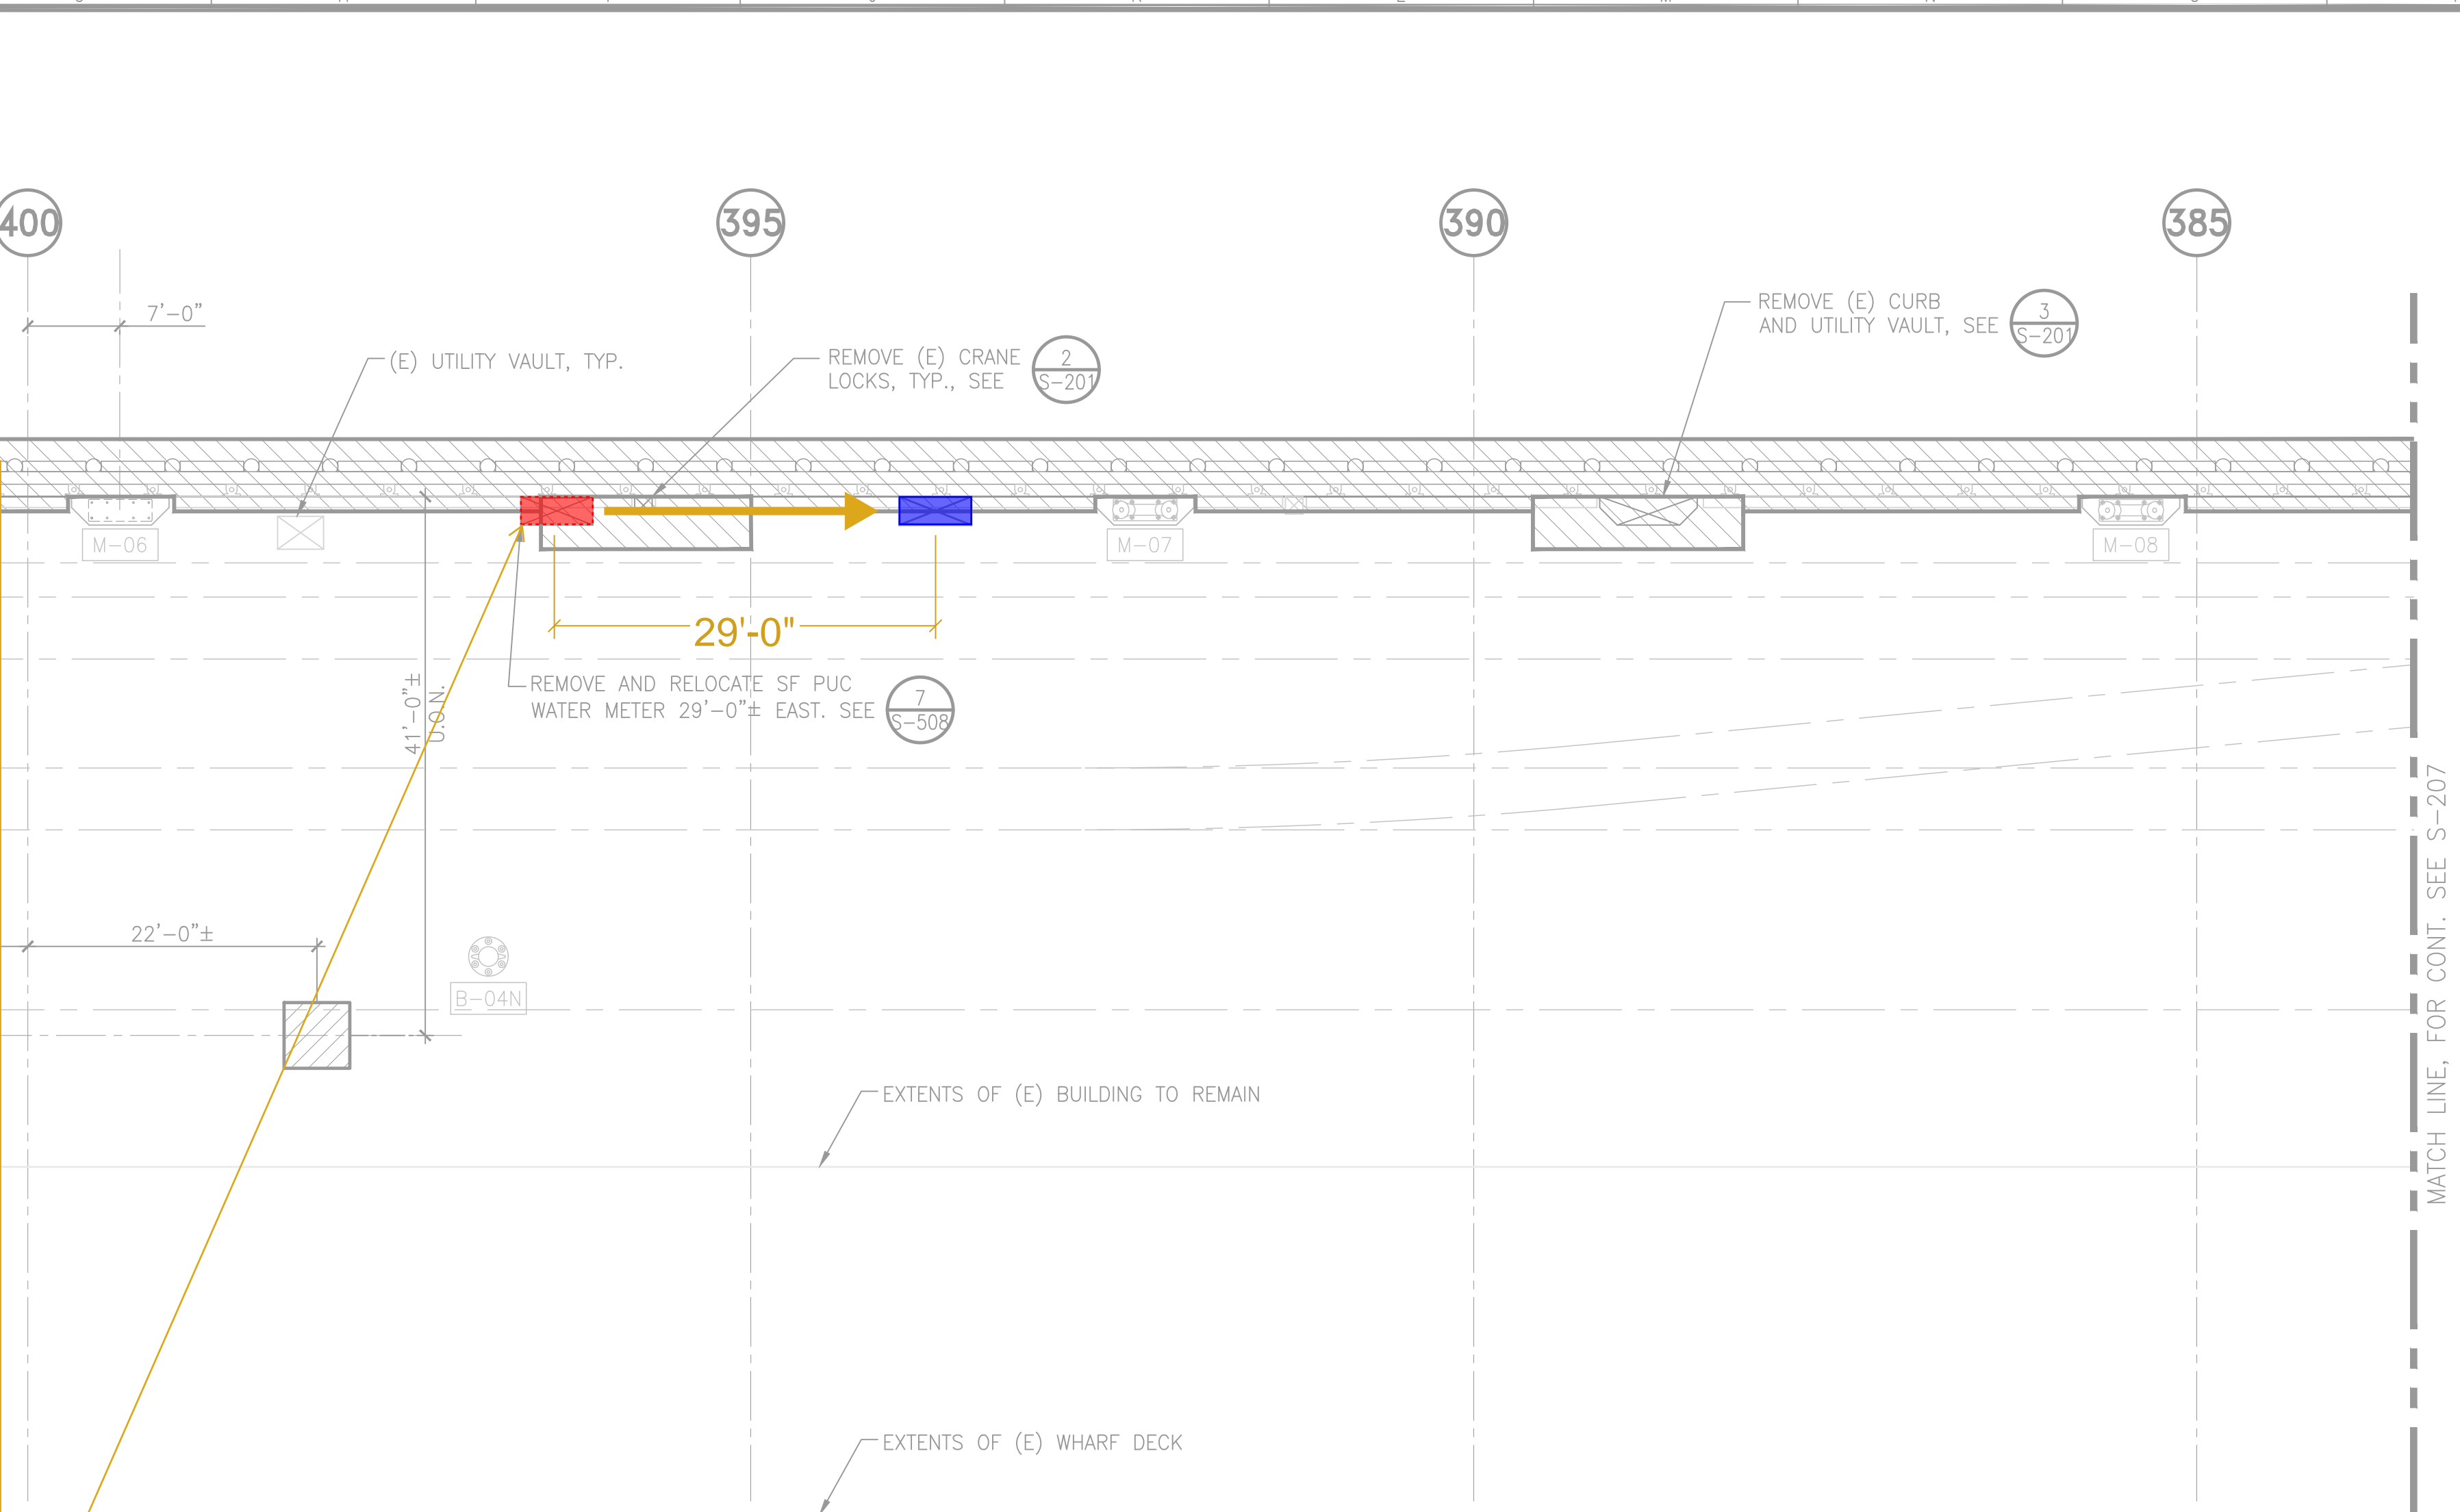 400
395
390
385
7'-0"
(E) UTILITY VAULT, TYP.
REMOVE (E) CRANE
LOCKS, TYP., SEE
2
S-201
REMOVE (E) CURB
AND UTILITY VAULT, SEE
3
S-201
M-06
M-07
M-08
29'-0"
REMOVE AND RELOCATE SF PUC
WATER METER 29'-0"± EAST. SEE
7
S-508
41'-0"±
U.O.N.
22'-0"±
B-04N
EXTENTS OF (E) BUILDING TO REMAIN
EXTENTS OF (E) WHARF DECK
MATCH LINE, FOR CONT. SEE S-207